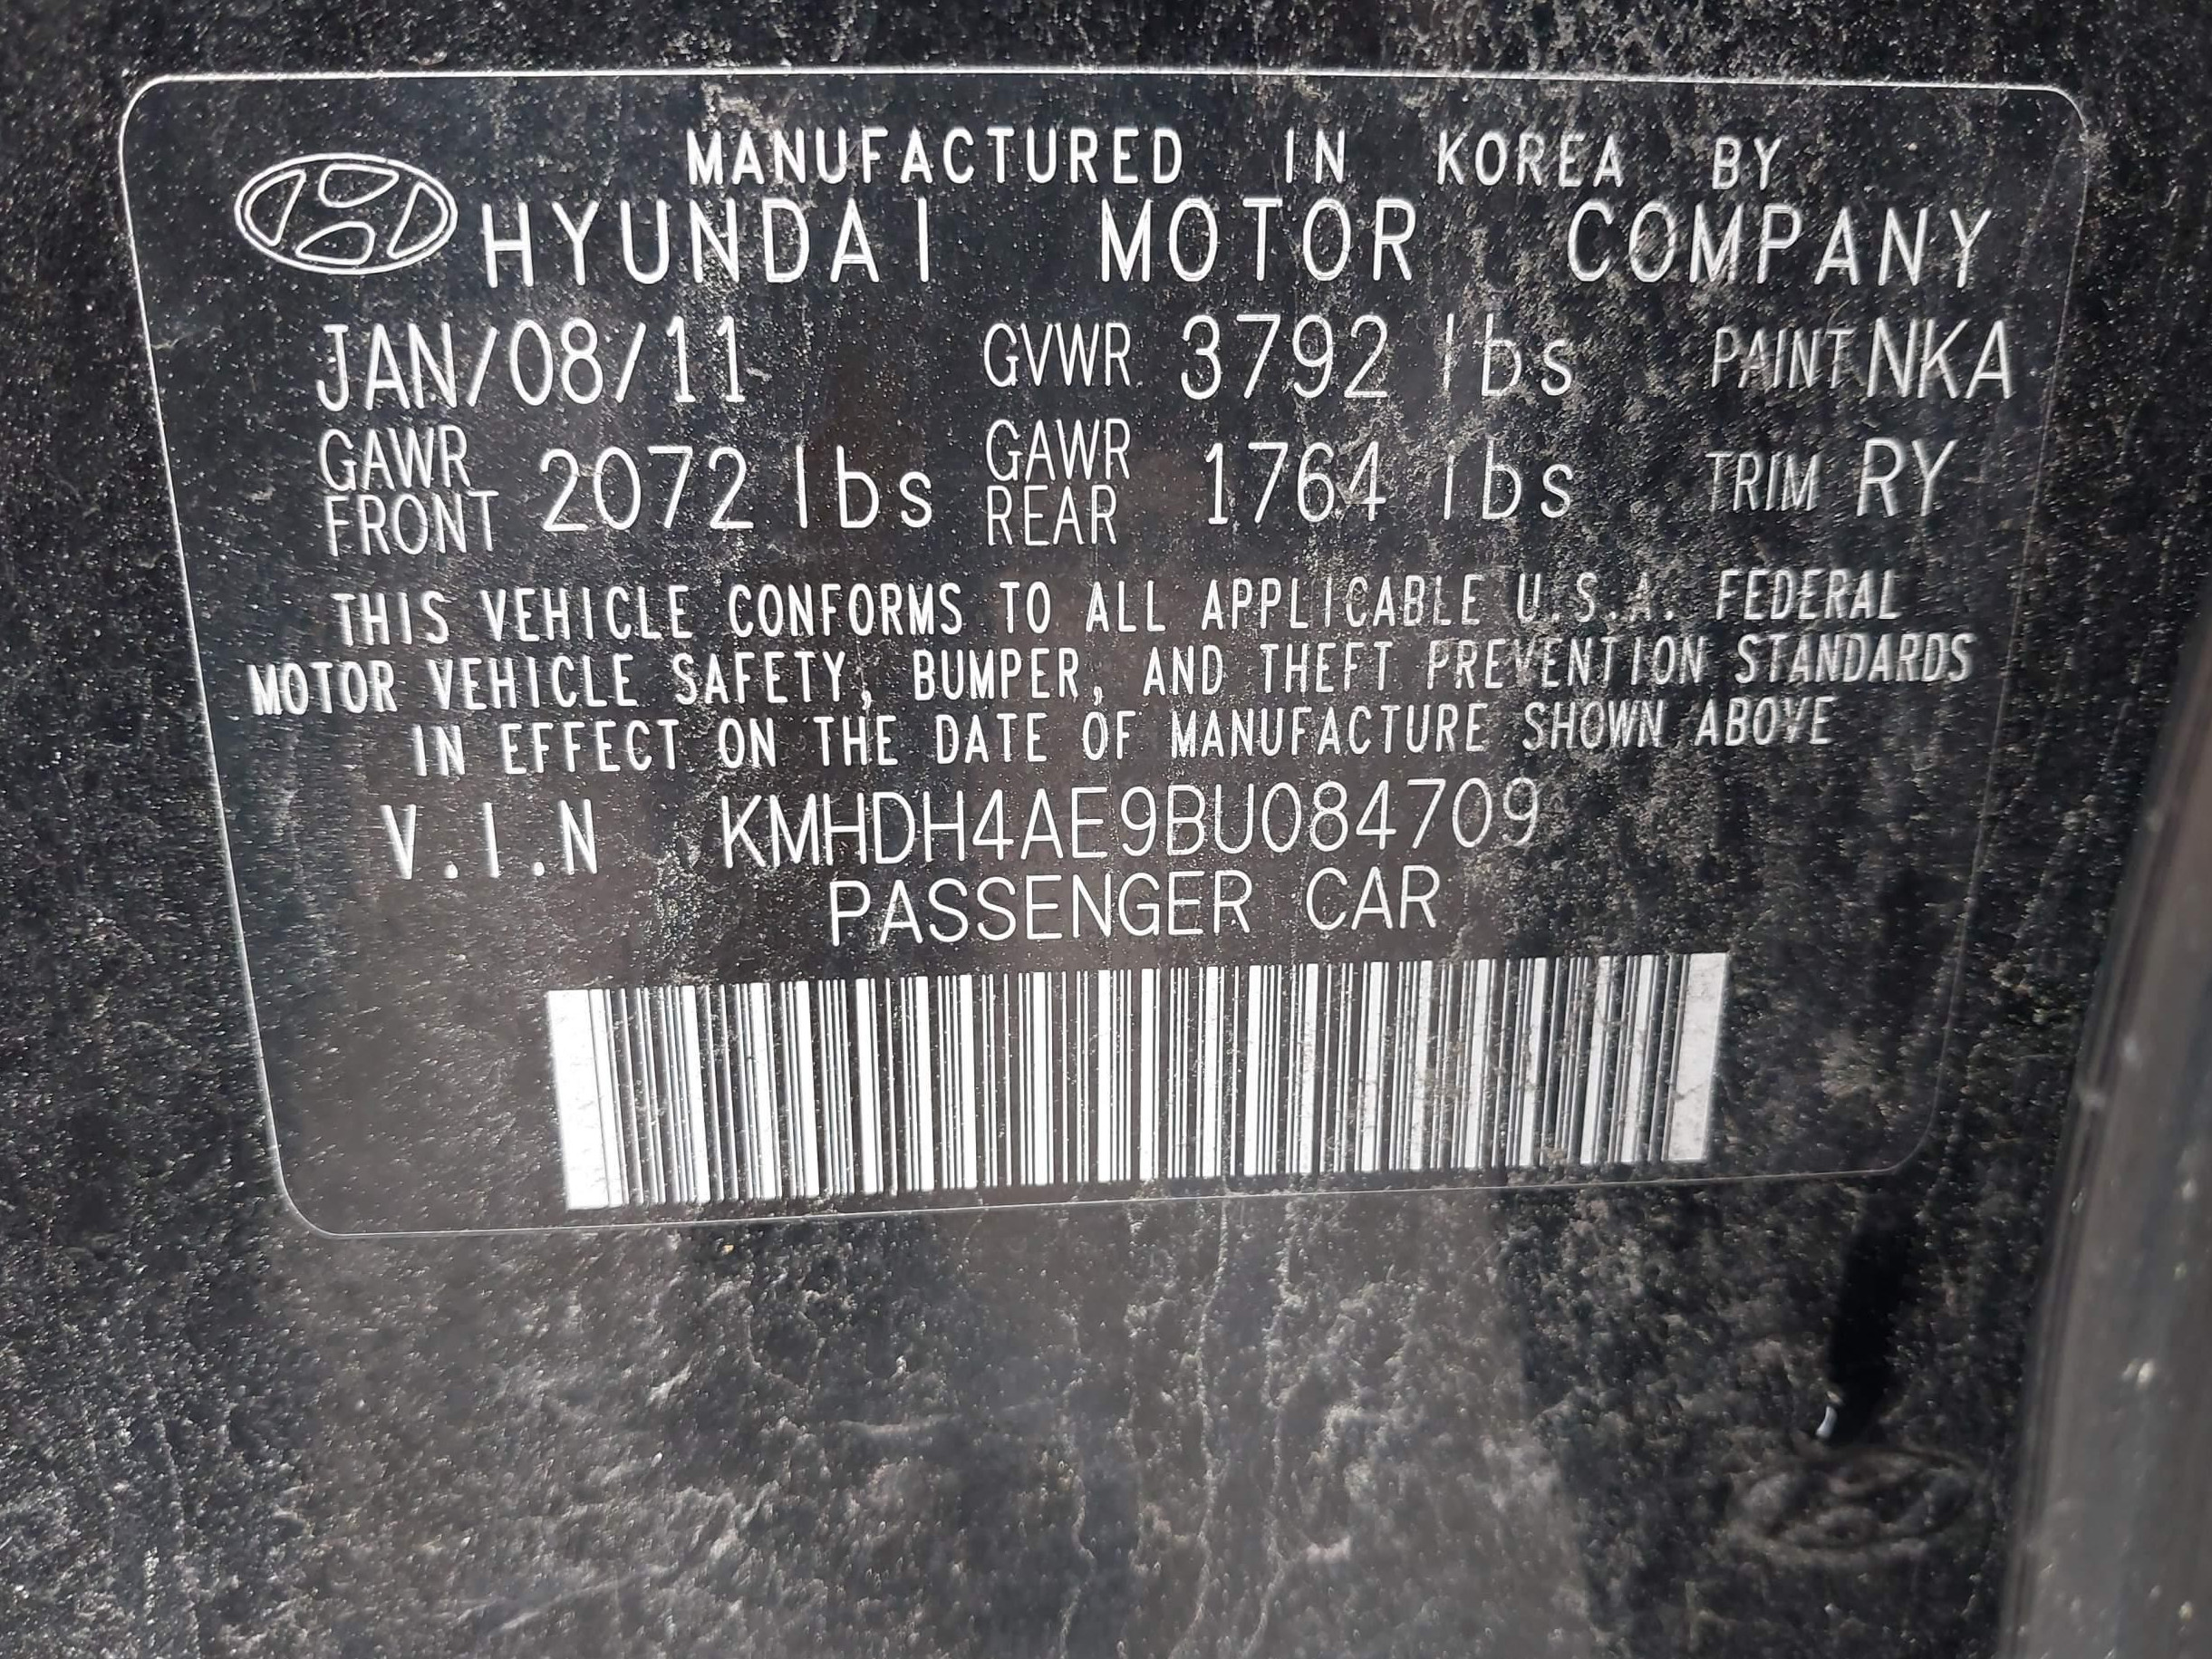 MANUFACTURED IN KOREA BY
HYUNDAI MOTOR COMPANY
JAN/08/11 GVWR 3792 lbs PAINT NKA
GAWR FRONT 2072 lbs GAWR REAR 1764 lbs TRIM RY
THIS VEHICLE CONFORMS TO ALL APPLICABLE U.S.A. FEDERAL
MOTOR VEHICLE SAFETY, BUMPER, AND THEFT PREVENTION STANDARDS
IN EFFECT ON THE DATE OF MANUFACTURE SHOWN ABOVE
V.I.N KMHDH4AE9BU084709
PASSENGER CAR